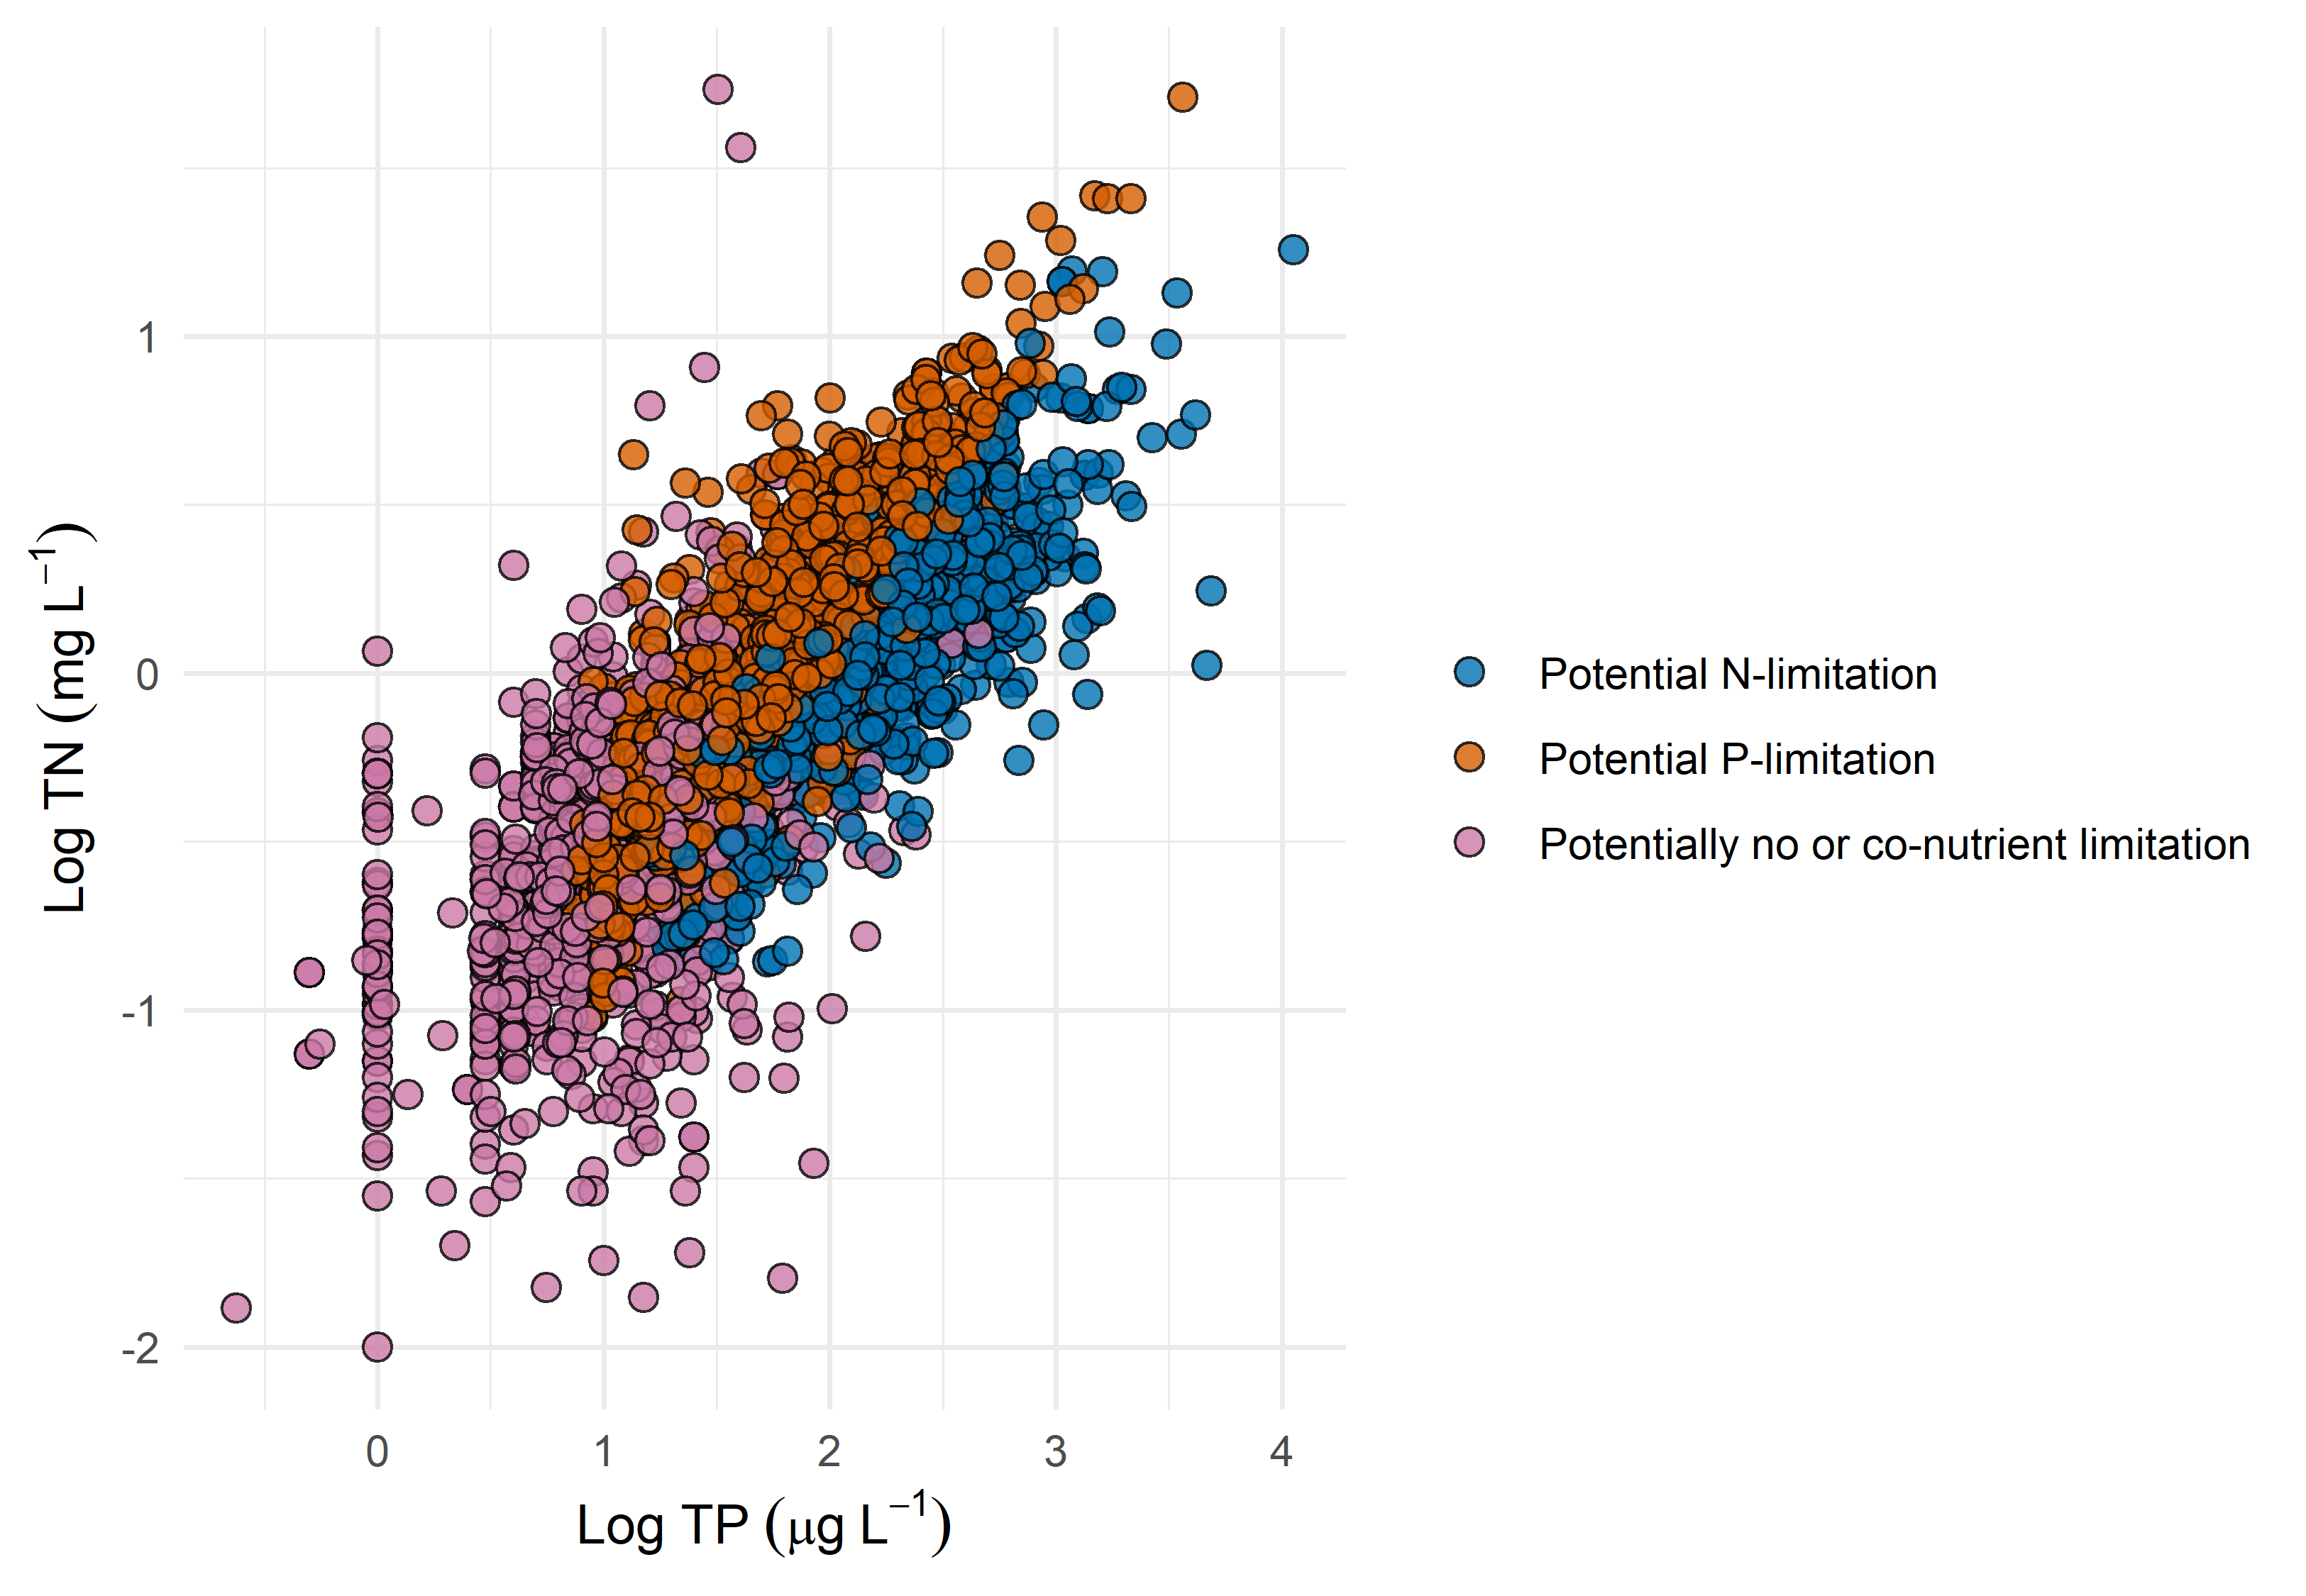 1
0
-1
-2
Log TN (mg L⁻¹)
0 1 2 3 4
Log TP (μg L⁻¹)
Potential N-limitation
Potential P-limitation
Potentially no or co-nutrient limitation